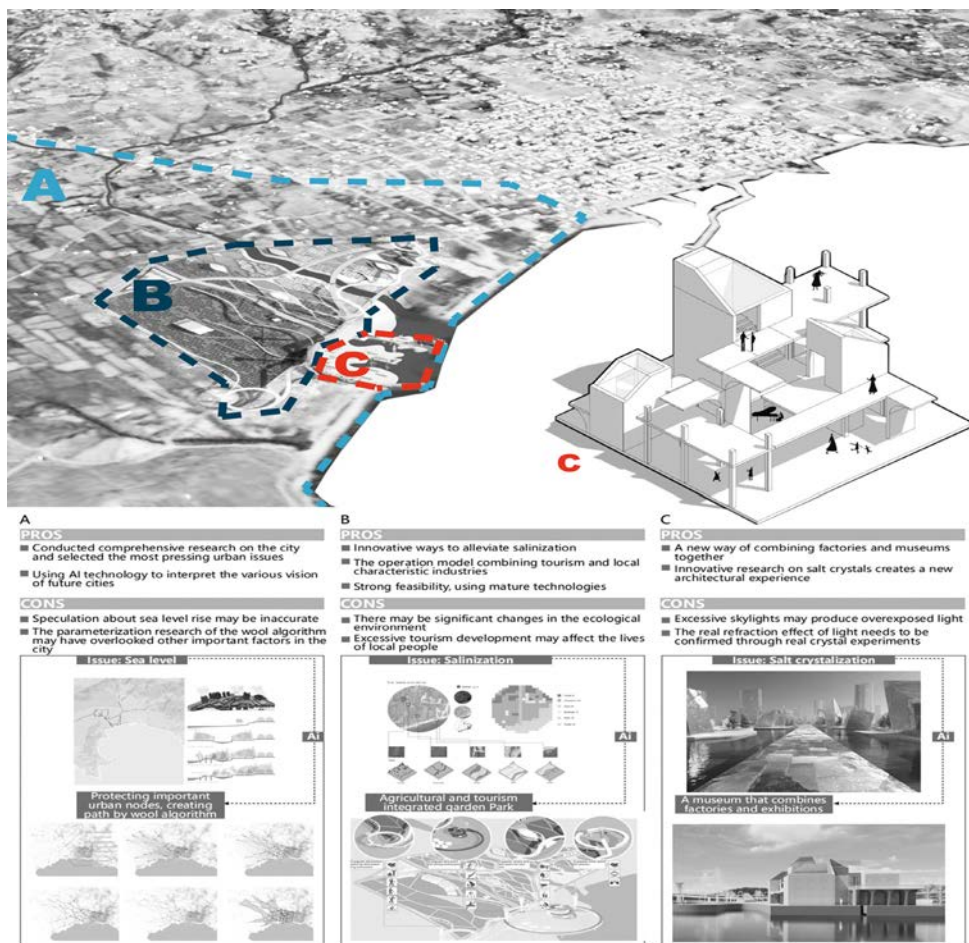 A
B
C
C
A
PROS
Conducted comprehensive research on the city
and selected the most pressing urban issues
Using AI technology to interpret the various vision
of future cities
CONS
Speculation about sea level rise may be inaccurate
The parameterization research of the wool algorithm
may have overlooked other important factors in the
city
Issue: Sea level
Ai
Protecting important
urban nodes, creating
path by wool algorithm
B
PROS
Innovative ways to alleviate salinization
The operation model combining tourism and local
characteristic industries
Strong feasibility, using mature technologies
CONS
There may be significant changes in the ecological
environment
Excessive tourism development may affect the lives
of local people
Issue: Salinization
Ai
Agricultural and tourism
integrated garden Park
C
PROS
A new way of combining factories and museums
together
Innovative research on salt crystals creates a new
architectural experience
CONS
Excessive skylights may produce overexposed light
The real refraction effect of light needs to be
confirmed through real crystal experiments
Issue: Salt crystalization
Ai
A museum that combines
factories and exhibitions